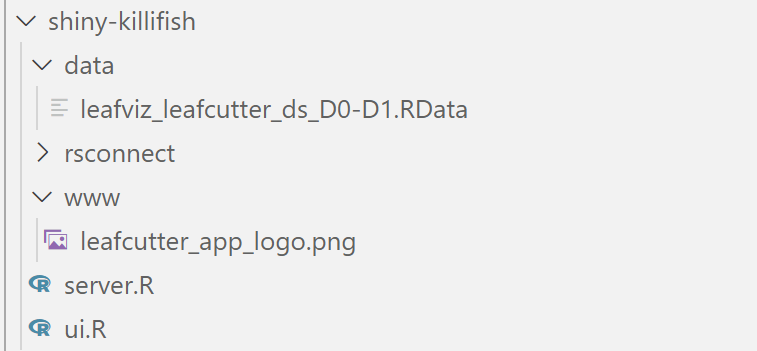 shiny-killifish
data
leafviz_leafcutter_ds_D0-D1.RData
rsconnect
www
leafcutter_app_logo.png
server.R
ui.R